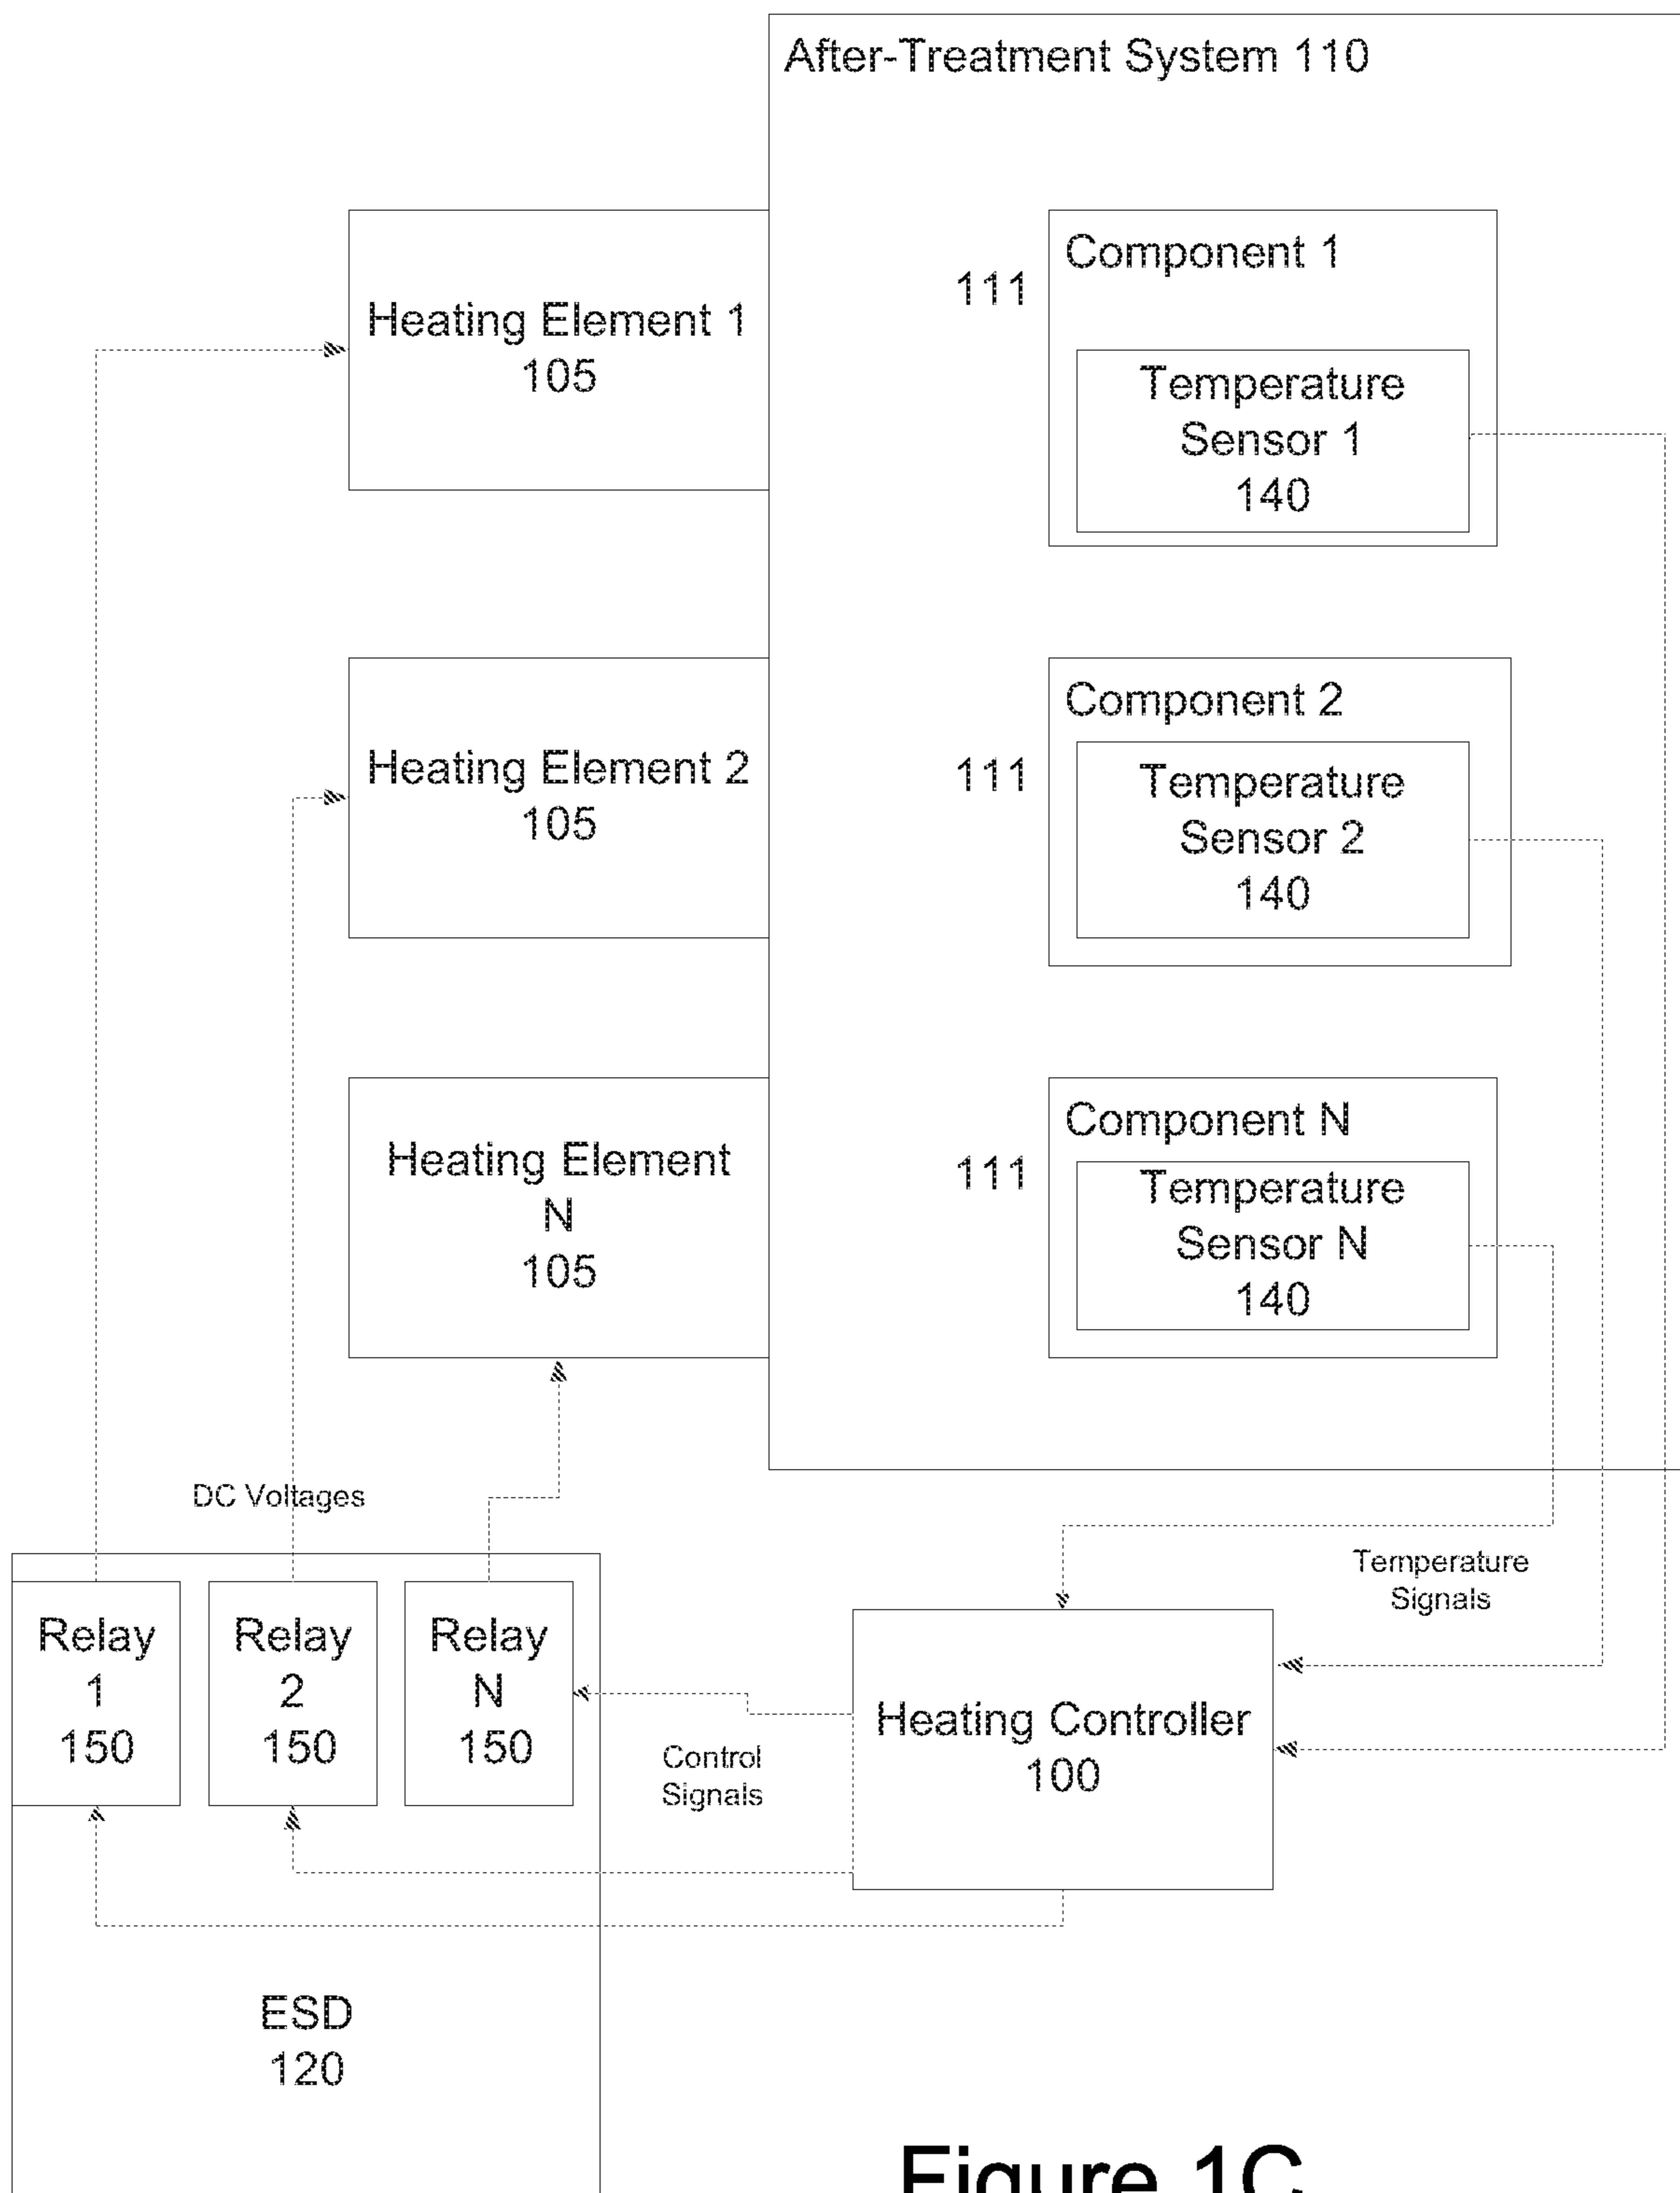 After-Treatment System 110
Heating Element 1
105
111
Component 1
Temperature
Sensor 1
140
Heating Element 2
105
111
Component 2
Temperature
Sensor 2
140
Heating Element
N
105
111
Component N
Temperature
Sensor N
140
DC Voltages
Temperature
Signals
Relay
1
150
Relay
2
150
Relay
N
150
Control
Signals
Heating Controller
100
ESD
120
Figure 1C